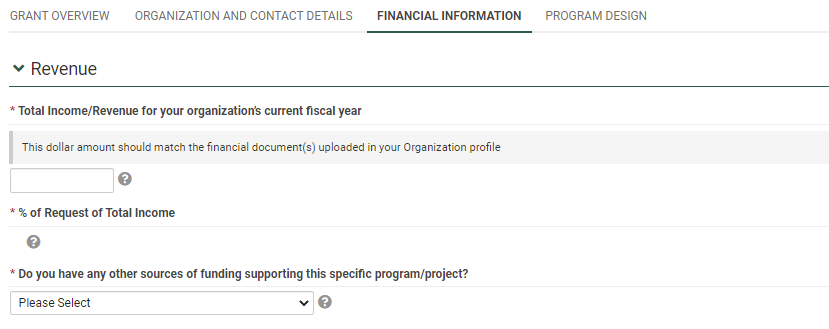 GRANT OVERVIEW ORGANIZATION AND CONTACT DETAILS FINANCIAL INFORMATION PROGRAM DESIGN
Revenue
* Total Income/Revenue for your organization's current fiscal year
This dollar amount should match the financial document(s) uploaded in your Organization profile
?
* % of Request of Total Income
?
* Do you have any other sources of funding supporting this specific program/project?
Please Select ?